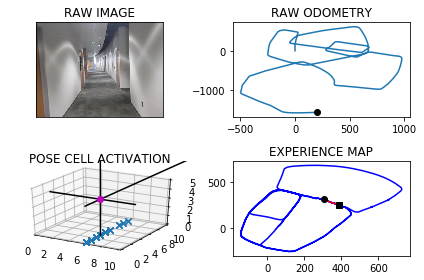 RAW IMAGE
RAW ODOMETRY
0
−1000
−500 0 500 1000
POSE CELL ACTIVATION
0 2 4 6 8 10
0 2 4 6 8 10
0 1 2 3 4 5
EXPERIENCE MAP
500
0
0 200 400 600